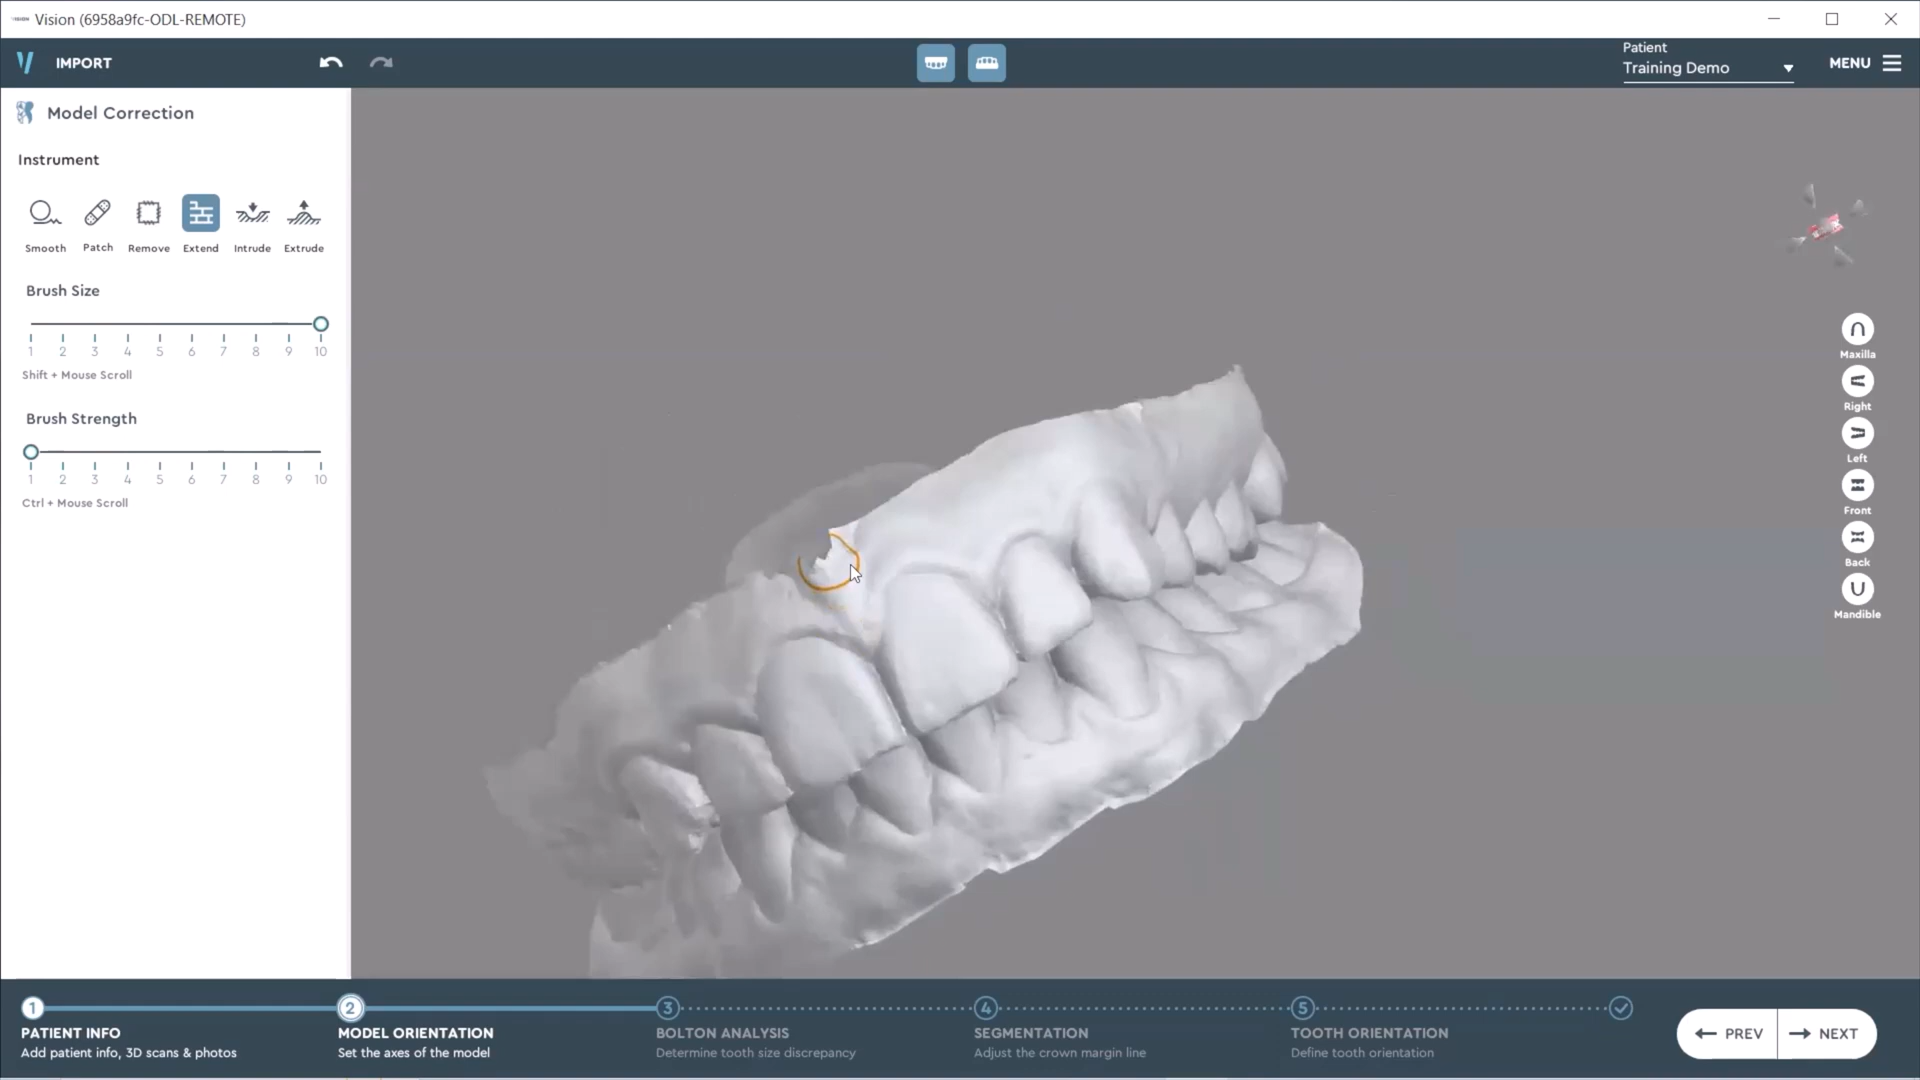 Vision (6958a9fc-ODL-REMOTE)
IMPORT
Patient
Training Demo
MENU
Model Correction
Instrument
Smooth Patch Remove Extend Intrude Extrude
Brush Size
1 2 3 4 5 6 7 8 9 10
Shift + Mouse Scroll
Brush Strength
1 2 3 4 5 6 7 8 9 10
Ctrl + Mouse Scroll
Maxilla
Right
Left
Front
Back
Mandible
1 2 3 4 5
PATIENT INFO MODEL ORIENTATION BOLTON ANALYSIS SEGMENTATION TOOTH ORIENTATION
Add patient info, 3D scans & photos Set the axes of the model Determine tooth size discrepancy Adjust the crown margin line Define tooth orientation
PREV NEXT